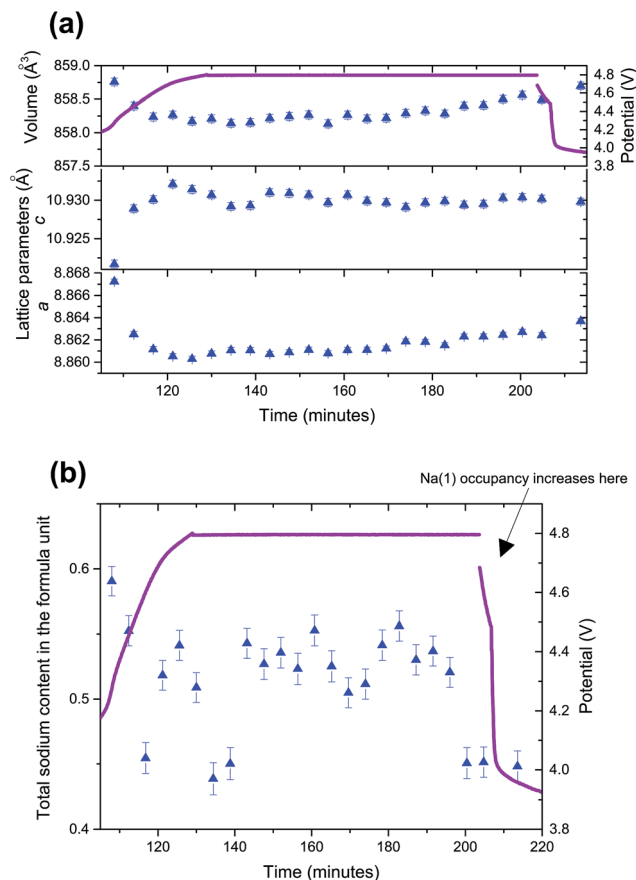 (a)
Volume (Å³)
859.0
858.5
858.0
857.5
4.8
4.6
4.4
4.2
4.0
3.8
Potential (V)
Lattice parameters (Å)
c
10.930
10.925
a
8.868
8.866
8.864
8.862
8.860
120 140 160 180 200
Time (minutes)
(b)
Na(1) occupancy increases here
Total sodium content in the formula unit
0.6
0.5
0.4
4.8
4.6
4.4
4.2
4.0
3.8
Potential (V)
120 140 160 180 200 220
Time (minutes)